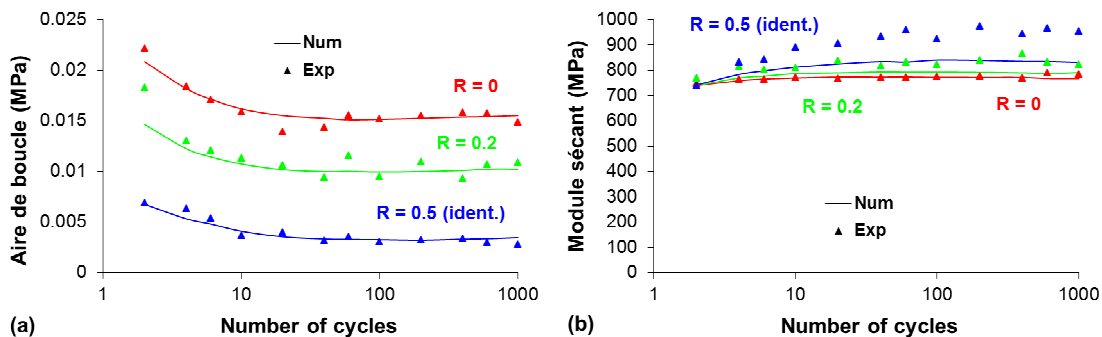 0.025
0.02
0.015
0.01
0.005
0
Aire de boucle (MPa)
Num
Exp
R = 0
R = 0.2
R = 0.5 (ident.)
1
10
100
1000
(a)
Number of cycles
1000
900
800
700
600
500
400
300
200
100
0
Module sécant (MPa)
R = 0.5 (ident.)
R = 0.2
R = 0
Num
Exp
1
10
100
1000
(b)
Number of cycles